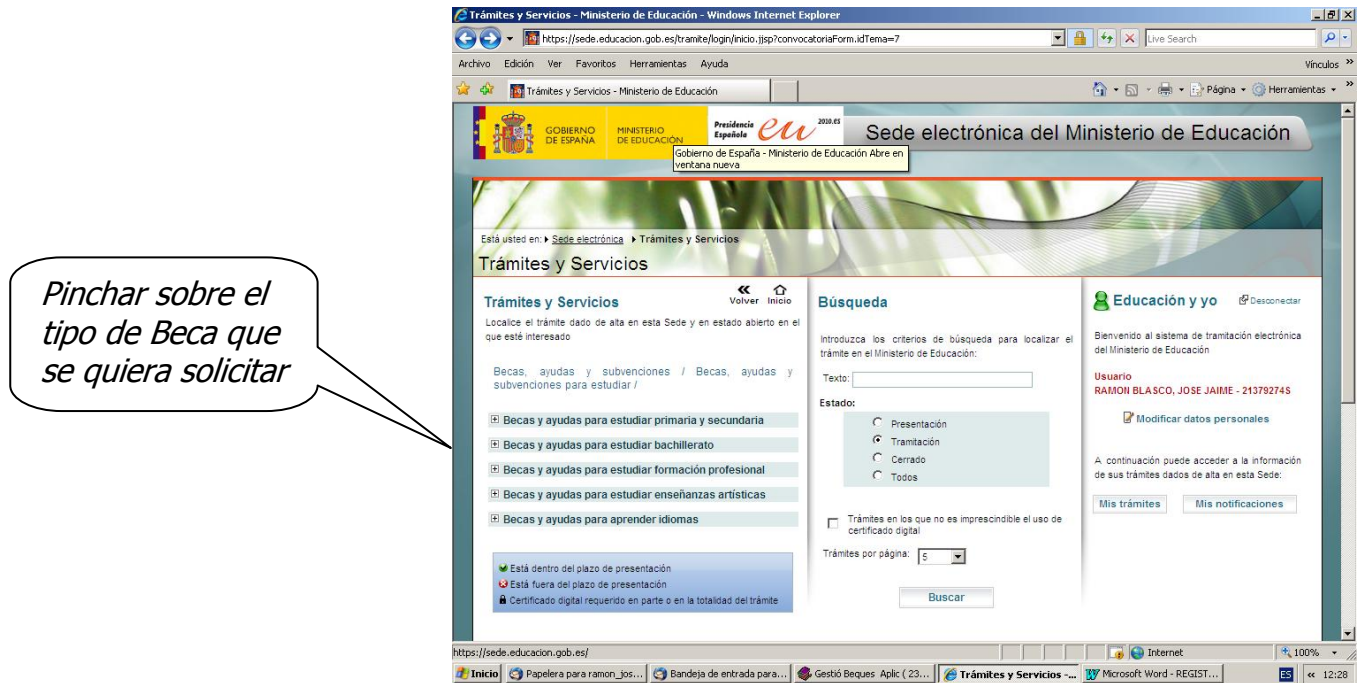 Trámites y Servicios - Ministerio de Educación - Windows Internet Explorer
https://sede.educacion.gob.es/tramite/login/inicio.jjsp?convocatoriaForm.idTema=7
Live Search
Archivo Edición Ver Favoritos Herramientas Ayuda
Vínculos »
Trámites y Servicios - Ministerio de Educación
Página Herramientas »
GOBIERNO DE ESPAÑA
MINISTERIO DE EDUCACIÓN
Presidencia Española eu 2010.es
Sede electrónica del Ministerio de Educación
Gobierno de España - Ministerio de Educación Abre en
ventana nueva
Está usted en: Sede electrónica Trámites y Servicios
Trámites y Servicios
Pinchar sobre el
tipo de Beca que
se quiera solicitar
Trámites y Servicios
Volver Inicio
Localice el trámite dado de alta en esta Sede y en estado abierto en el
que esté interesado
Becas, ayudas y subvenciones / Becas, ayudas y
subvenciones para estudiar /
Becas y ayudas para estudiar primaria y secundaria
Becas y ayudas para estudiar bachillerato
Becas y ayudas para estudiar formación profesional
Becas y ayudas para estudiar enseñanzas artísticas
Becas y ayudas para aprender idiomas
Está dentro del plazo de presentación
Está fuera del plazo de presentación
Certificado digital requerido en parte o en la totalidad del trámite
Búsqueda
Introduzca los criterios de búsqueda para localizar el
trámite en el Ministerio de Educación:
Texto:
Estado:
Presentación
Tramitación
Cerrado
Todos
Trámites en los que no es imprescindible el uso de
certificado digital
Trámites por página: 5
Buscar
Educación y yo Desconectar
Bienvenido al sistema de tramitación electrónica
del Ministerio de Educación
Usuario
RAMON BLASCO, JOSE JAIME - 21379274S
Modificar datos personales
A continuación puede acceder a la información
de sus trámites dados de alta en esta Sede:
Mis trámites Mis notificaciones
https://sede.educacion.gob.es/
Internet 100%
Inicio Papelera para ramon_jos... Bandeja de entrada para... Gestió Beques Aplic ( 23... Trámites y Servicios -... Microsoft Word - REGIST... ES « 12:28